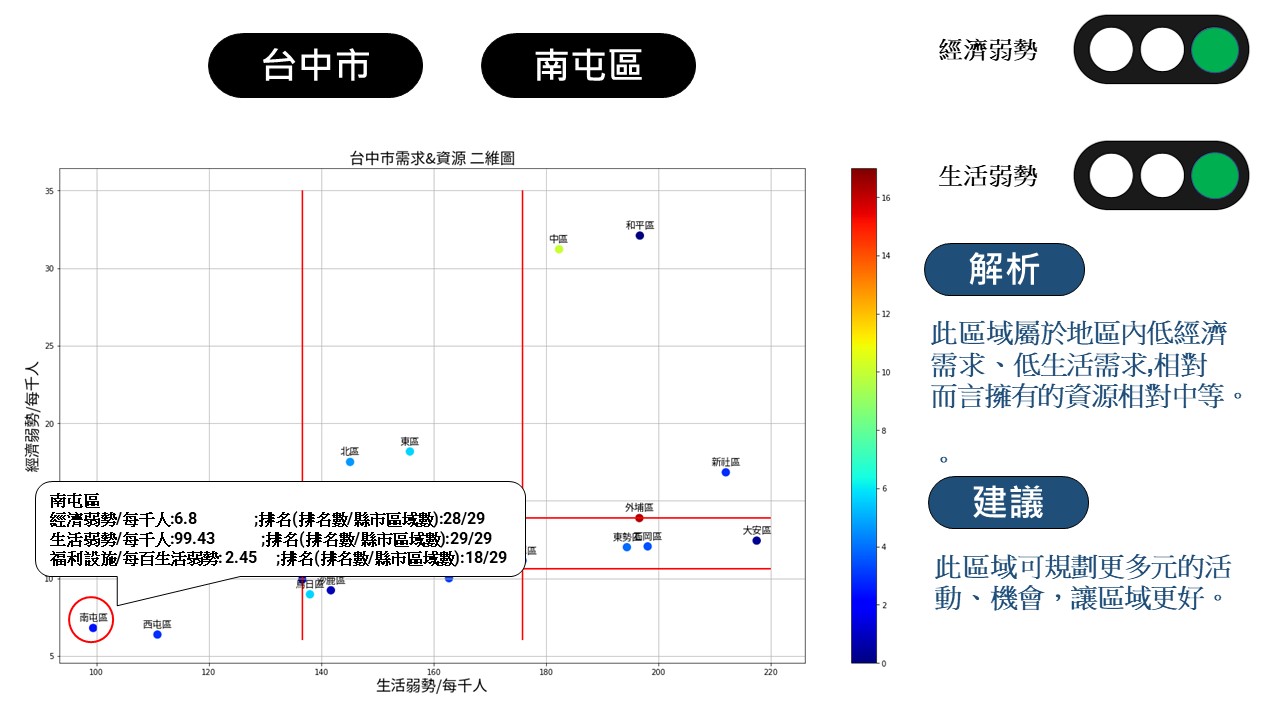 台中市
南屯區
經濟弱勢
生活弱勢
台中市需求&資源 二維圖
35
30
25
20
10
5
100
120
140
160
180
200
220
經濟弱勢/每千人
生活弱勢/每千人
中區
和平區
北區
東區
新社區
外埔區
東勢區
石岡區
大安區
區
烏日區
沙鹿區
南屯區
西屯區
南屯區
經濟弱勢/每千人:6.8 ;排名(排名數/縣市區域數):28/29
生活弱勢/每千人:99.43 ;排名(排名數/縣市區域數):29/29
福利設施/每百生活弱勢:2.45 ;排名(排名數/縣市區域數):18/29
16
14
12
10
8
6
4
2
0
解析
此區域屬於地區內低經濟
需求、低生活需求,相對
而言擁有的資源相對中等。
。
建議
此區域可規劃更多元的活
動、機會，讓區域更好。